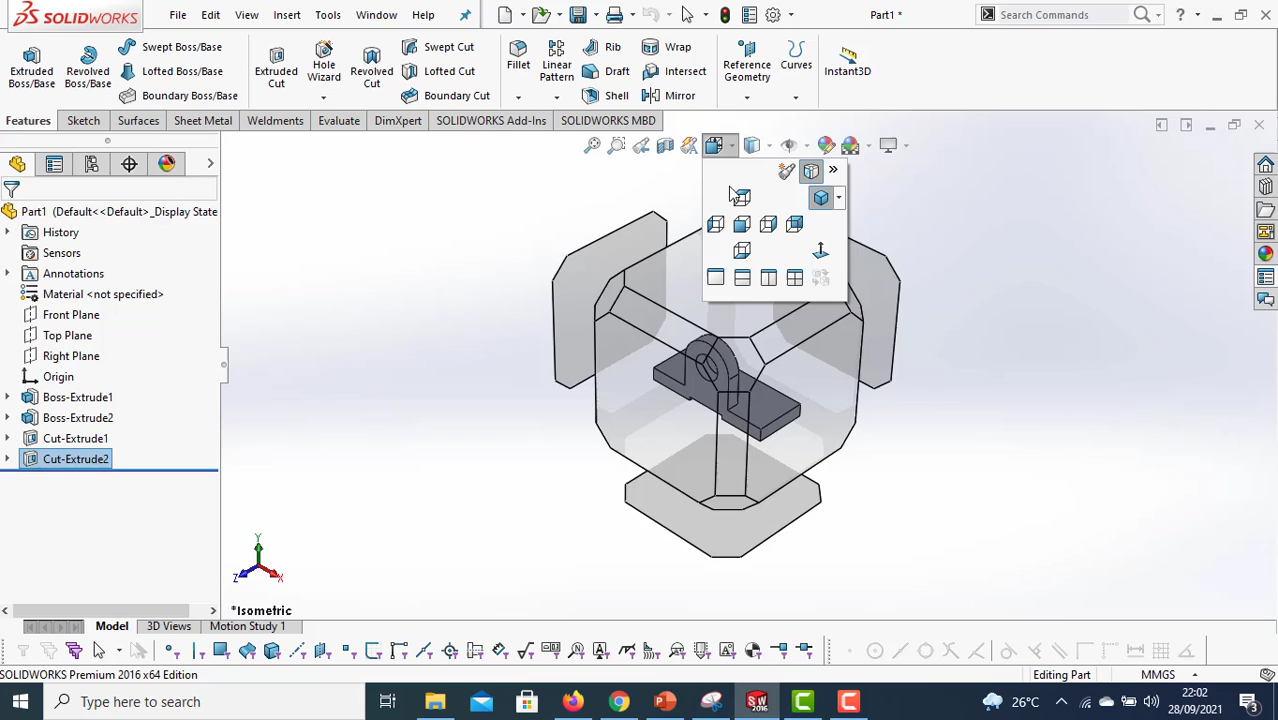 SOLIDWORKS File Edit View Insert Tools Window Help Part1 * Search Commands ?
Extruded Boss/Base Revolved Boss/Base Swept Boss/Base Lofted Boss/Base Boundary Boss/Base Extruded Cut Hole Wizard Revolved Cut Swept Cut Lofted Cut Boundary Cut Fillet Linear Pattern Rib Draft Shell Wrap Intersect Mirror Reference Geometry Curves Instant3D
Features Sketch Surfaces Sheet Metal Weldments Evaluate DimXpert SOLIDWORKS Add-Ins SOLIDWORKS MBD
Part1 (Default<<Default>_Display State
History
Sensors
Annotations
Material <not specified>
Front Plane
Top Plane
Right Plane
Origin
Boss-Extrude1
Boss-Extrude2
Cut-Extrude1
Cut-Extrude2
Y
Z X
*Isometric
Model 3D Views Motion Study 1
SOLIDWORKS Premium 2016 x64 Edition Editing Part MMGS
Type here to search 26°C 22:02
28/09/2021 3